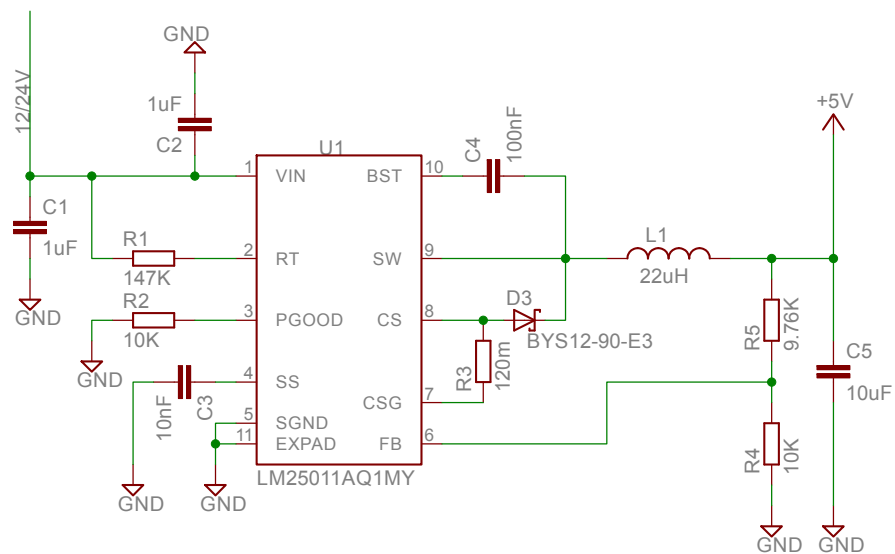 GND
12/24V
1uF
C2
U1
C4
100nF
+5V
1
VIN
BST
10
C1
1uF
R1
147K
2
RT
SW
9
L1
22uH
GND
R2
10K
3
PGOOD
CS
8
D3
BYS12-90-E3
R5
9.76K
GND
R3
120m
C5
10uF
4
SS
10nF
C3
CSG
7
5
SGND
11
EXPAD
FB
6
R4
10K
LM25011AQ1MY
GND
GND
GND
GND